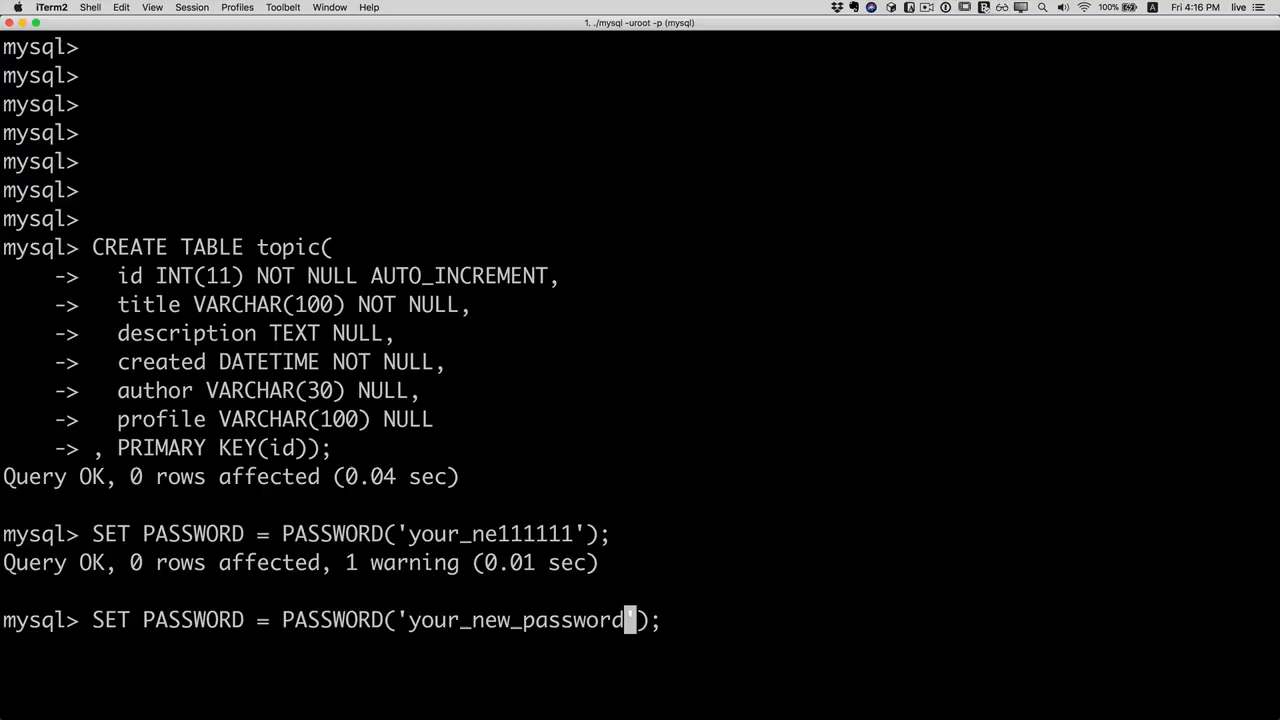 iTerm2 Shell Edit View Session Profiles Toolbelt Window Help 100% Fri 4:16 PM live
1. ./mysql -uroot -p (mysql)
mysql>
mysql>
mysql>
mysql>
mysql>
mysql>
mysql>
mysql> CREATE TABLE topic(
-> id INT(11) NOT NULL AUTO_INCREMENT,
-> title VARCHAR(100) NOT NULL,
-> description TEXT NULL,
-> created DATETIME NOT NULL,
-> author VARCHAR(30) NULL,
-> profile VARCHAR(100) NULL
-> , PRIMARY KEY(id));
Query OK, 0 rows affected (0.04 sec)
mysql> SET PASSWORD = PASSWORD('your_ne111111');
Query OK, 0 rows affected, 1 warning (0.01 sec)
mysql> SET PASSWORD = PASSWORD('your_new_password');